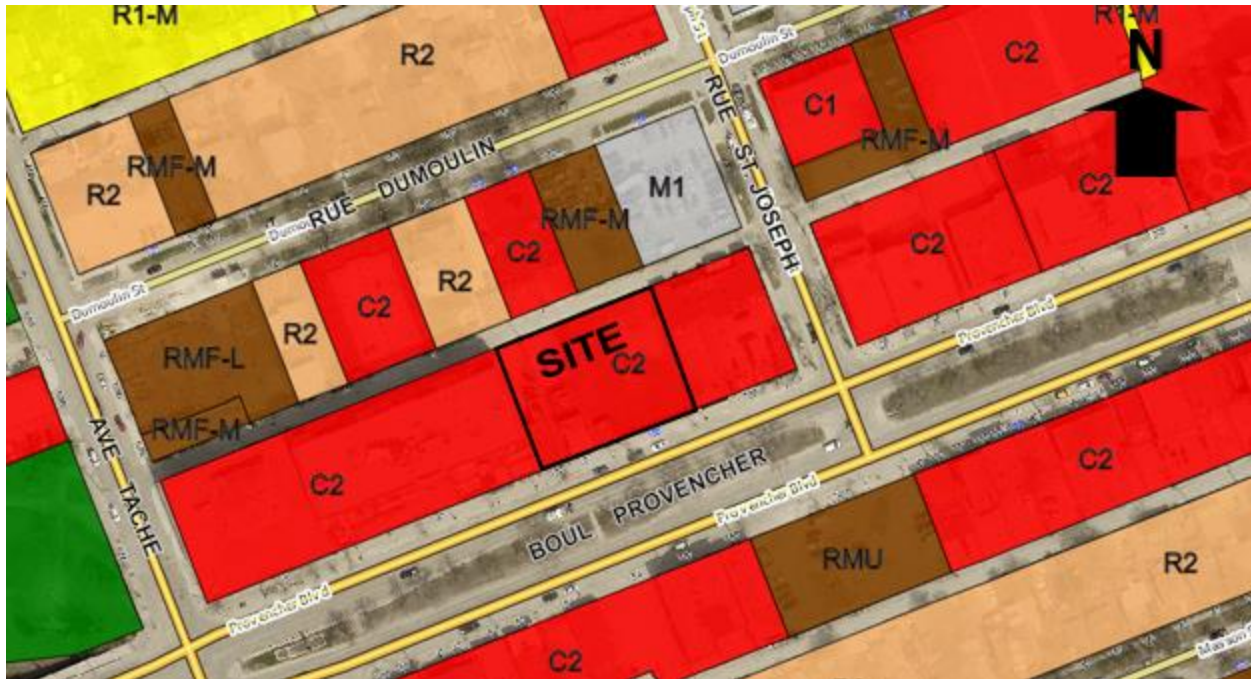 R1-M
R1-M
R2
C2
N
Dumoulin St
RUE ST. JOSEPH
C1
RMF-M
RMF-M
R2
RUE DUMOULIN
M1
C2
RMF-M
C2
R2
C2
Dumoulin St
C2
R2
RMF-L
SITE
C2
Provencher Blvd
RMF-M
AVE TACHE
C2
C2
BOUL PROVENCHER
Provencher Blvd
RMU
R2
Provencher Blvd
C2